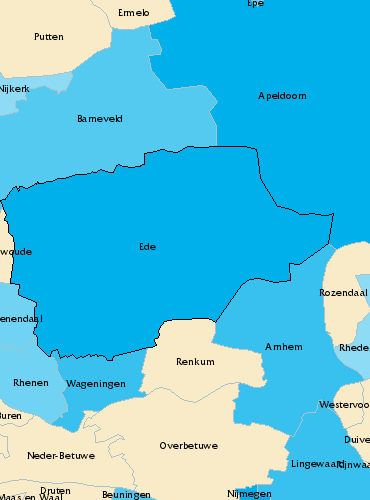 Epe
Ermelo
Putten
Nijkerk
Apeldoorn
Barneveld
Ede
woude
Rozendaal
enendaal
Arnhem
Rhede
Renkum
Rhenen
Wageningen
Westervoo
Buren
Duive
Overbetuwe
Neder-Betuwe
Lingewaard
Rijnwaa
Druten
Maas en Waal
Beuningen
Nijmegen